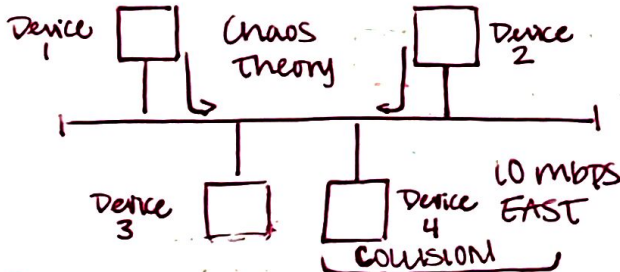 Device
1
Chaos
Theory
Device
2
Device
3
Device
4
10 mbps
EAST
COLLISION